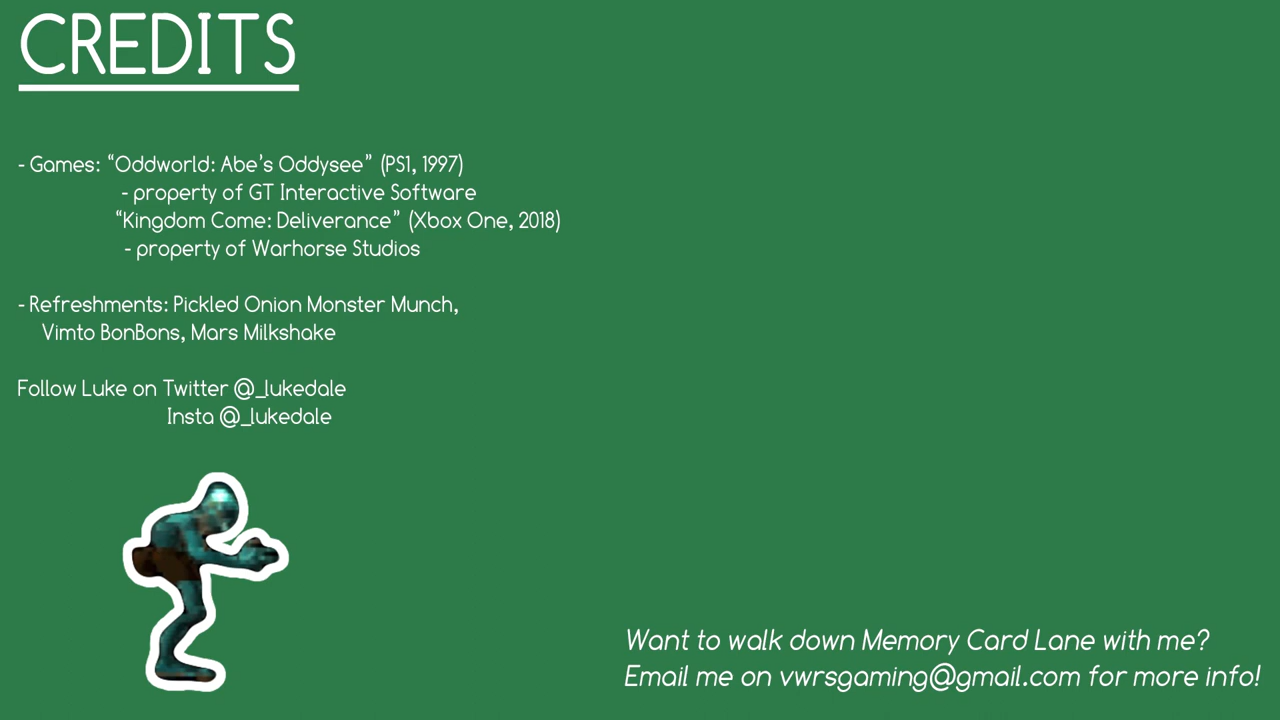 CREDITS
- Games: “Oddworld: Abe’s Oddysee” (PS1, 1997)
- property of GT Interactive Software
“Kingdom Come: Deliverance” (Xbox One, 2018)
- property of Warhorse Studios
- Refreshments: Pickled Onion Monster Munch,
Vimto BonBons, Mars Milkshake
Follow Luke on Twitter @_lukedale
Insta @_lukedale
Want to walk down Memory Card Lane with me?
Email me on vwrsgaming@gmail.com for more info!